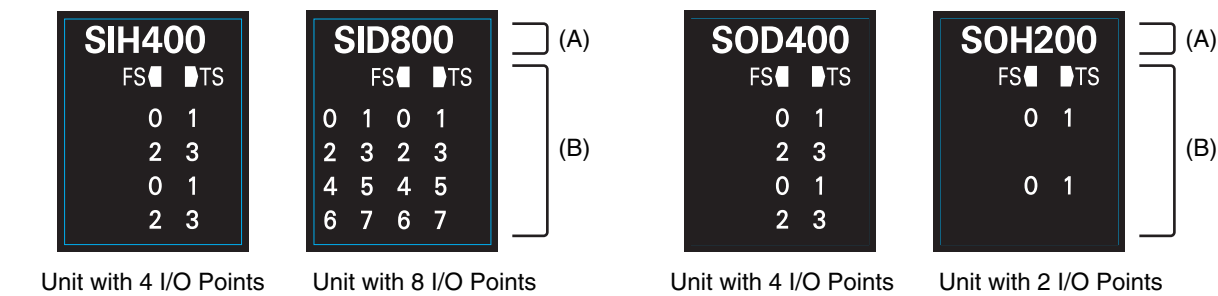 SIH400
FS TS
0 1
2 3
0 1
2 3
Unit with 4 I/O Points
SID800
FS TS
0 1 0 1
2 3 2 3
4 5 4 5
6 7 6 7
Unit with 8 I/O Points
(A)
(B)
SOD400
FS TS
0 1
2 3
0 1
2 3
Unit with 4 I/O Points
SOH200
FS TS
0 1
0 1
Unit with 2 I/O Points
(A)
(B)